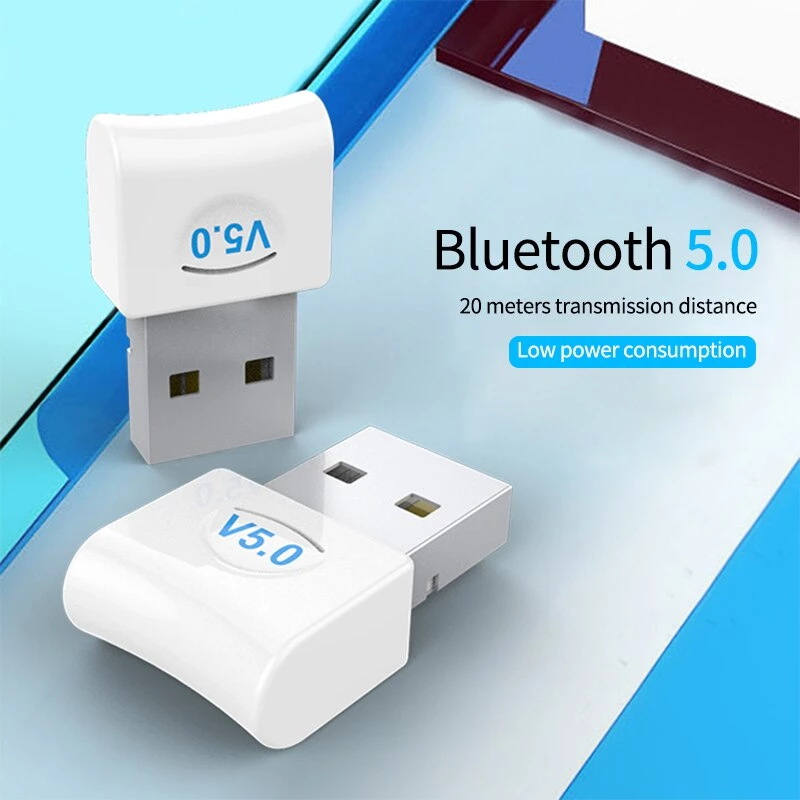 V5.0
Bluetooth 5.0
20 meters transmission distance
Low power consumption
V5.0